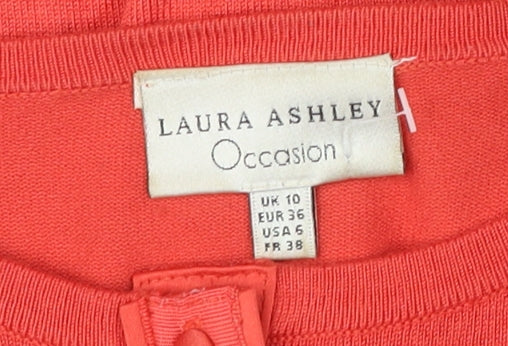 LAURA ASHLEY
Occasion
UK 10
EUR 36
USA 6
FR 38